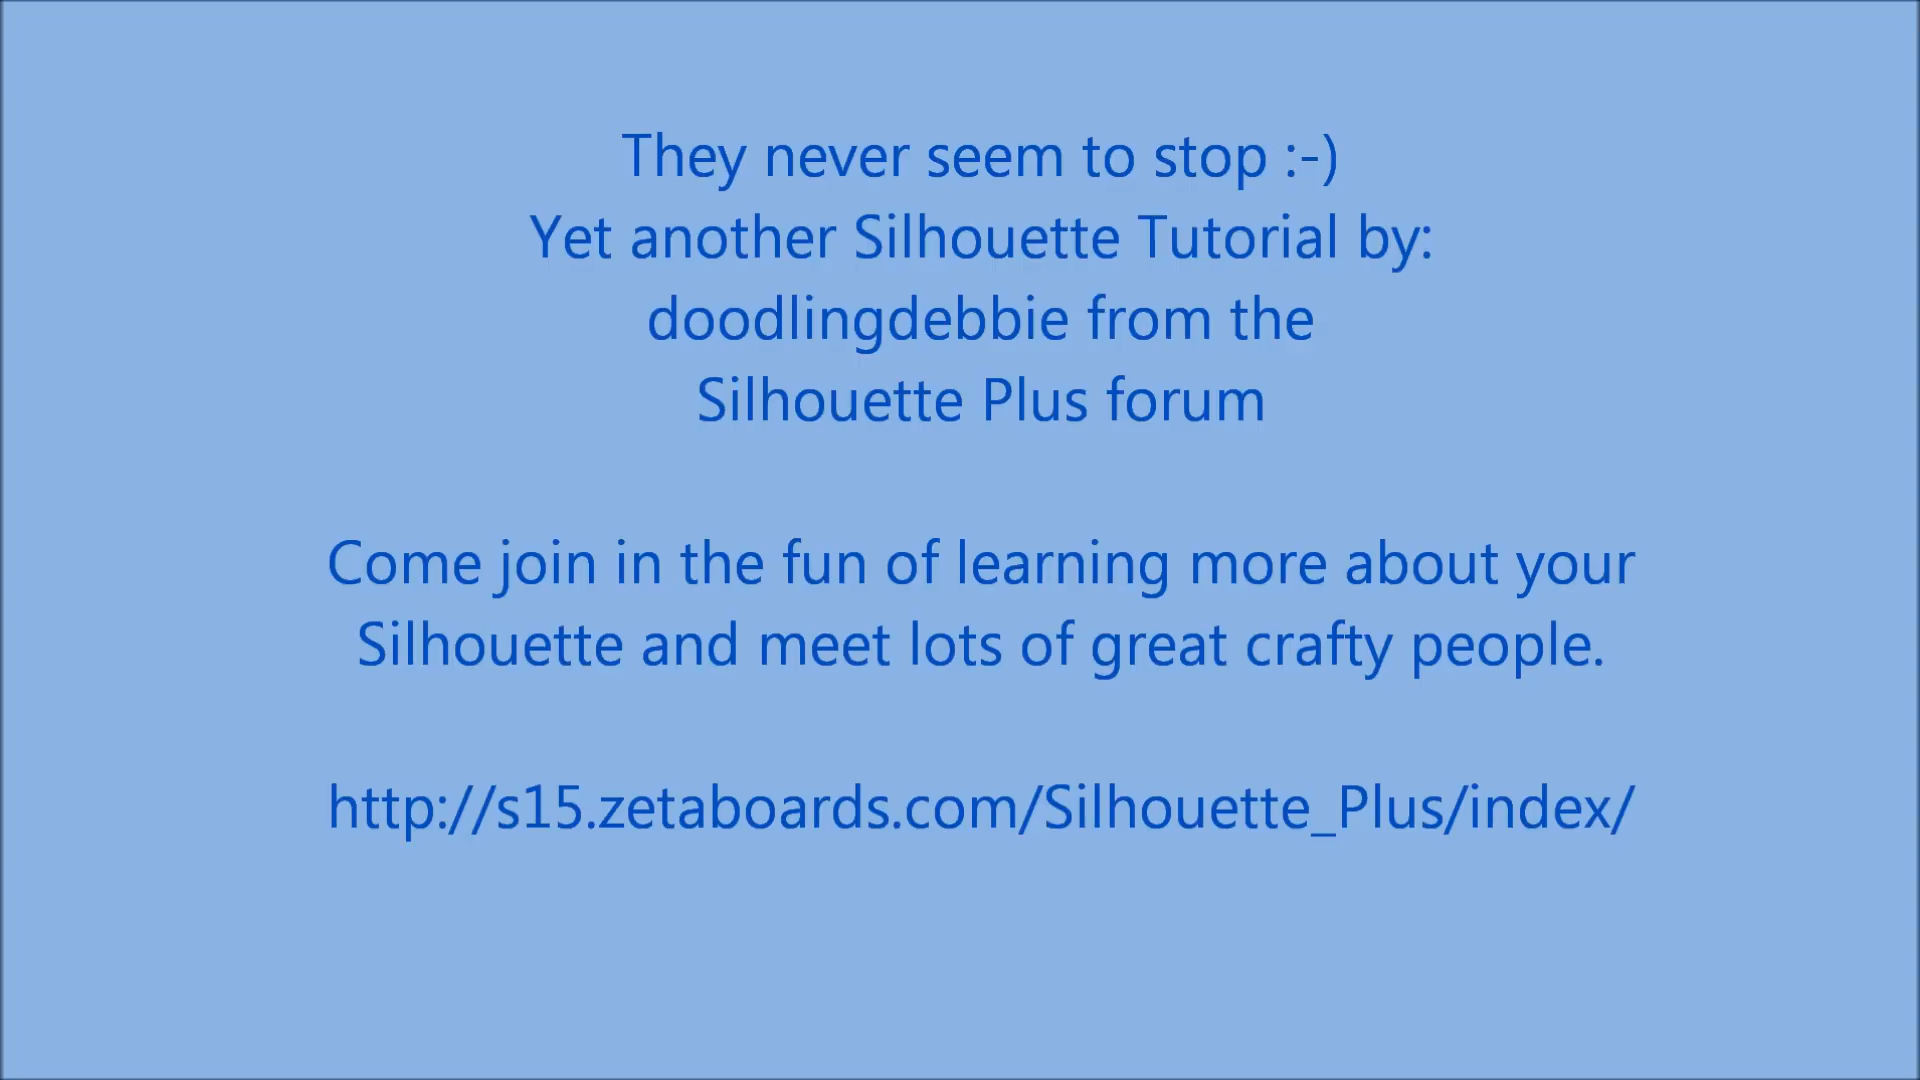 They never seem to stop :-)
Yet another Silhouette Tutorial by:
doodlingdebbie from the
Silhouette Plus forum
Come join in the fun of learning more about your
Silhouette and meet lots of great crafty people.
http://s15.zetaboards.com/Silhouette_Plus/index/